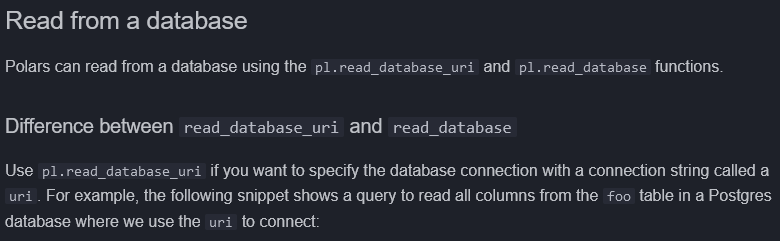 Read from a database
Polars can read from a database using the pl.read_database_uri and pl.read_database functions.
Difference between read_database_uri and read_database
Use pl.read_database_uri if you want to specify the database connection with a connection string called a
uri. For example, the following snippet shows a query to read all columns from the foo table in a Postgres
database where we use the uri to connect: